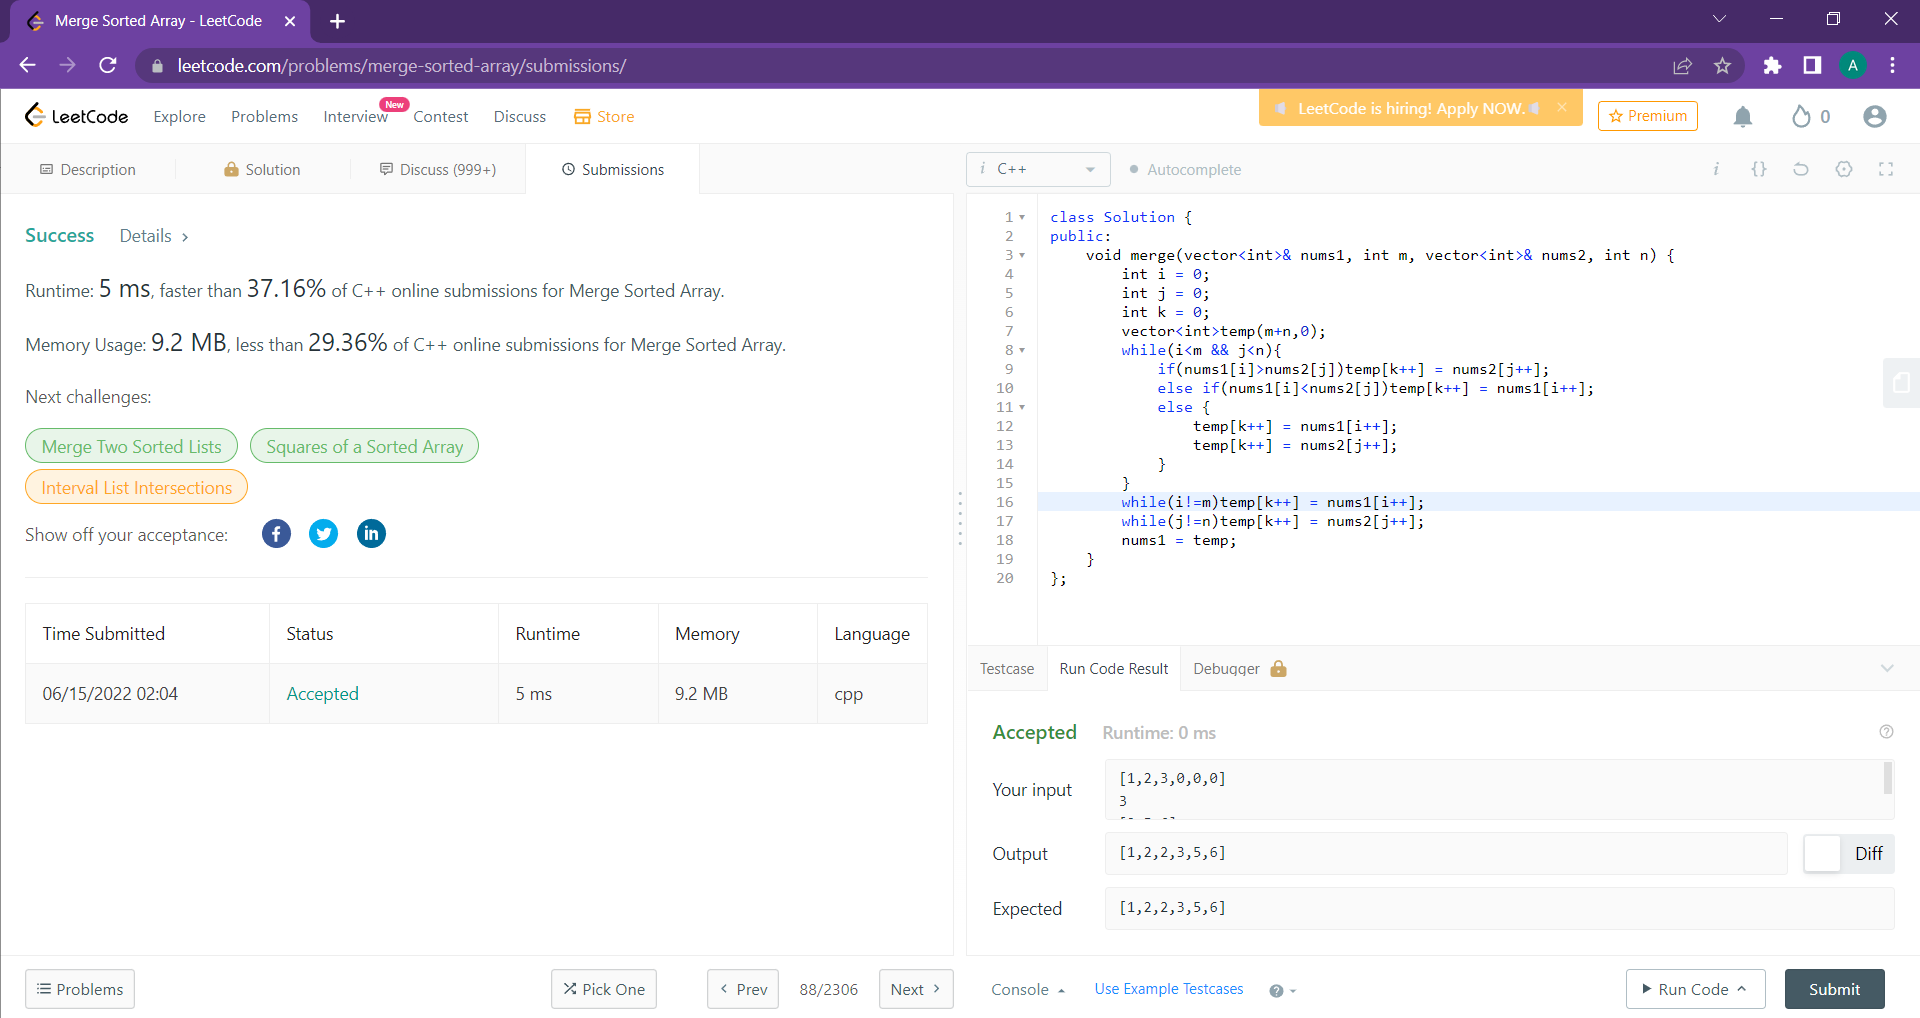 Merge Sorted Array - LeetCode
leetcode.com/problems/merge-sorted-array/submissions/
A
LeetCode Explore Problems Interview New Contest Discuss Store
LeetCode is hiring! Apply NOW.
Premium
0
Description Solution Discuss (999+) Submissions
i C++ Autocomplete i {}
Success Details >
Runtime: 5 ms, faster than 37.16% of C++ online submissions for Merge Sorted Array.
Memory Usage: 9.2 MB, less than 29.36% of C++ online submissions for Merge Sorted Array.
Next challenges:
Merge Two Sorted Lists Squares of a Sorted Array
Interval List Intersections
Show off your acceptance:
Time Submitted Status Runtime Memory Language
06/15/2022 02:04 Accepted 5 ms 9.2 MB cpp
1 class Solution {
2 public:
3 void merge(vector<int>& nums1, int m, vector<int>& nums2, int n) {
4 int i = 0;
5 int j = 0;
6 int k = 0;
7 vector<int>temp(m+n,0);
8 while(i<m && j<n){
9 if(nums1[i]>nums2[j])temp[k++] = nums2[j++];
10 else if(nums1[i]<nums2[j])temp[k++] = nums1[i++];
11 else {
12 temp[k++] = nums1[i++];
13 temp[k++] = nums2[j++];
14 }
15 }
16 while(i!=m)temp[k++] = nums1[i++];
17 while(j!=n)temp[k++] = nums2[j++];
18 nums1 = temp;
19 }
20 };
Testcase Run Code Result Debugger
Accepted Runtime: 0 ms
Your input
[1,2,3,0,0,0]
3
Output [1,2,2,3,5,6] Diff
Expected [1,2,2,3,5,6]
Problems Pick One < Prev 88/2306 Next > Console Use Example Testcases ? Run Code Submit